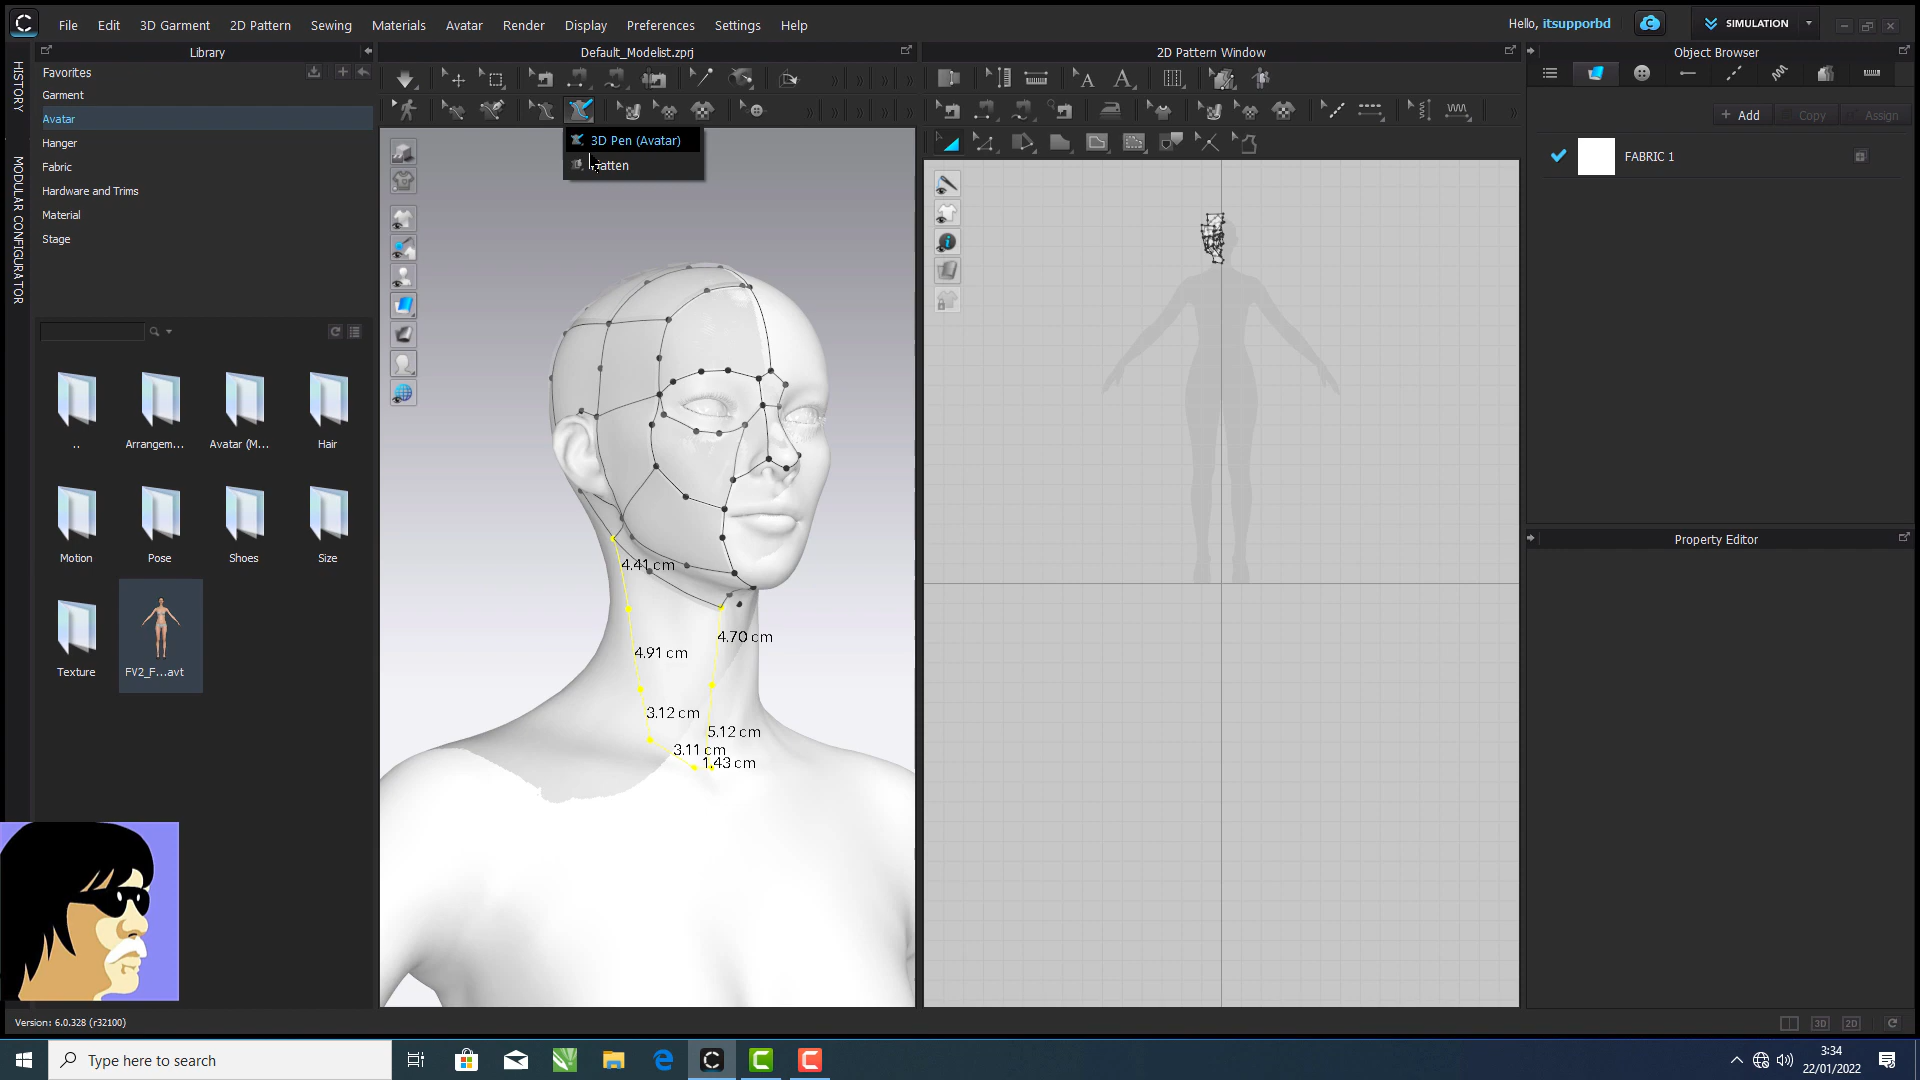 File Edit 3D Garment 2D Pattern Sewing Materials Avatar Render Display Preferences Settings Help
Hello, itsupporbd
SIMULATION
HISTORY
MODULAR CONFIGURATOR
Library
Favorites
Garment
Avatar
Hanger
Fabric
Hardware and Trims
Material
Stage
..
Arrangem...
Avatar (M...
Hair
Motion
Pose
Shoes
Size
Texture
FV2_F...avt
Version: 6.0.328 (r32100)
Default_Modelist.zprj
3D Pen (Avatar)
4.41 cm
4.70 cm
4.91 cm
3.12 cm
5.12 cm
3.11 cm
1.43 cm
2D Pattern Window
Object Browser
+ Add
Copy
Assign
FABRIC 1
Property Editor
3D
2D
Type here to search
3:34
22/01/2022